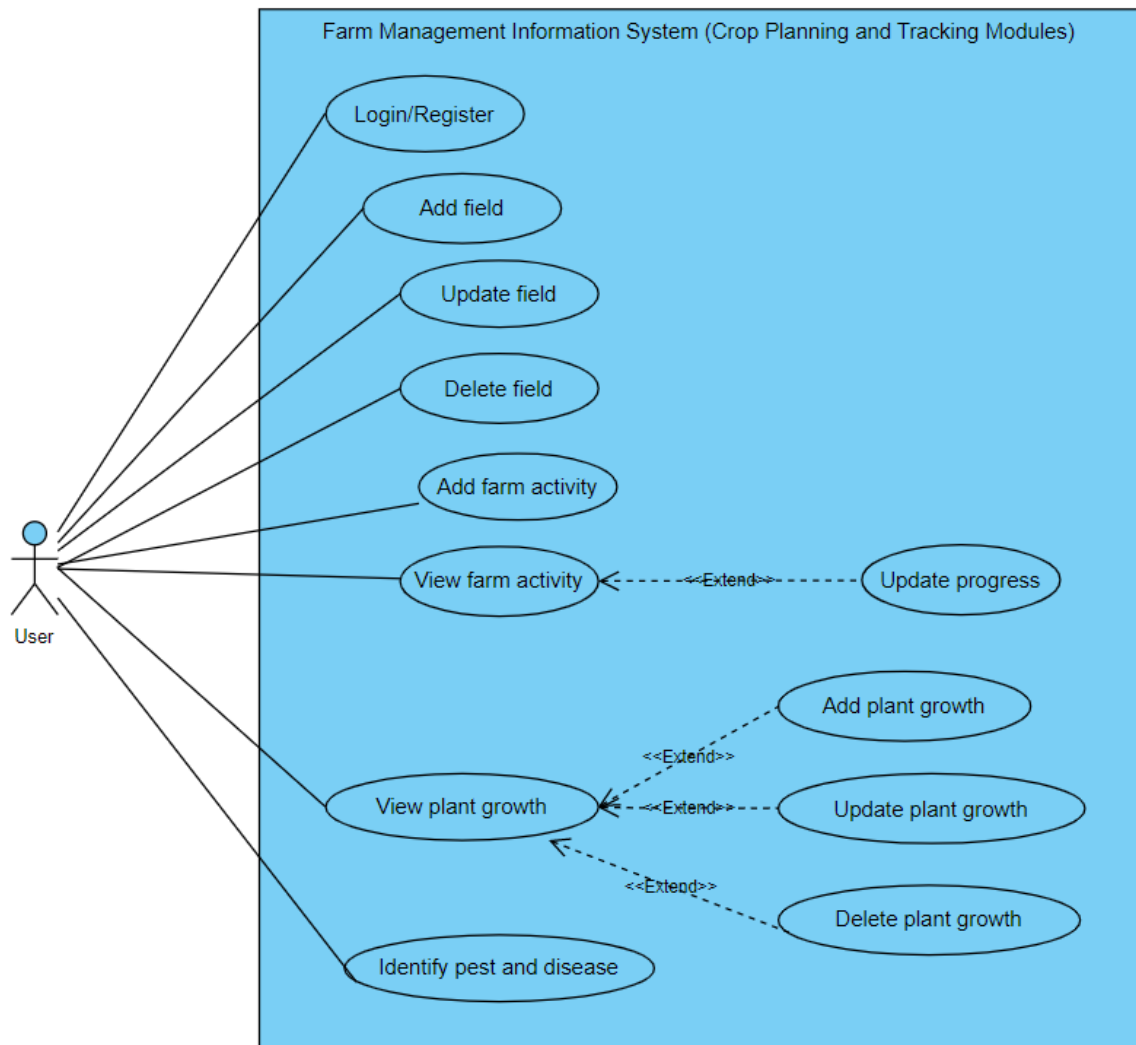 Farm Management Information System (Crop Planning and Tracking Modules)
Login/Register
Add field
Update field
Delete field
Add farm activity
View farm activity
<<Extend>>
Update progress
User
Add plant growth
<<Extend>>
View plant growth
<<Extend>>
Update plant growth
<<Extend>>
Delete plant growth
Identify pest and disease